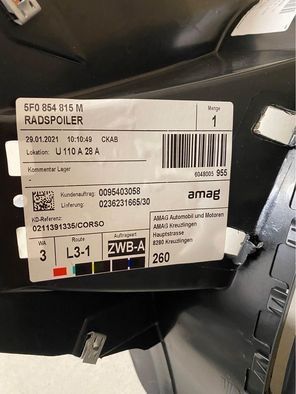 5F0 854 815 M
RADSPOILER
Menge
1
29.01.2021 10:10:49 CKAB
Lokation: U 110 A 28 A
Kommentar Lager
-
6048005 955
Kundenauftrag: 0095403058
Lieferung: 0236231665/30
amag
KD-Referenz
0211391335/CORSO
AMAG Automobil und Motoren
AMAG Kreuzlingen
Hauptstrasse
8280 Kreuzlingen
WA
3
Route
L3-1
Auftragsart
ZWB-A
260